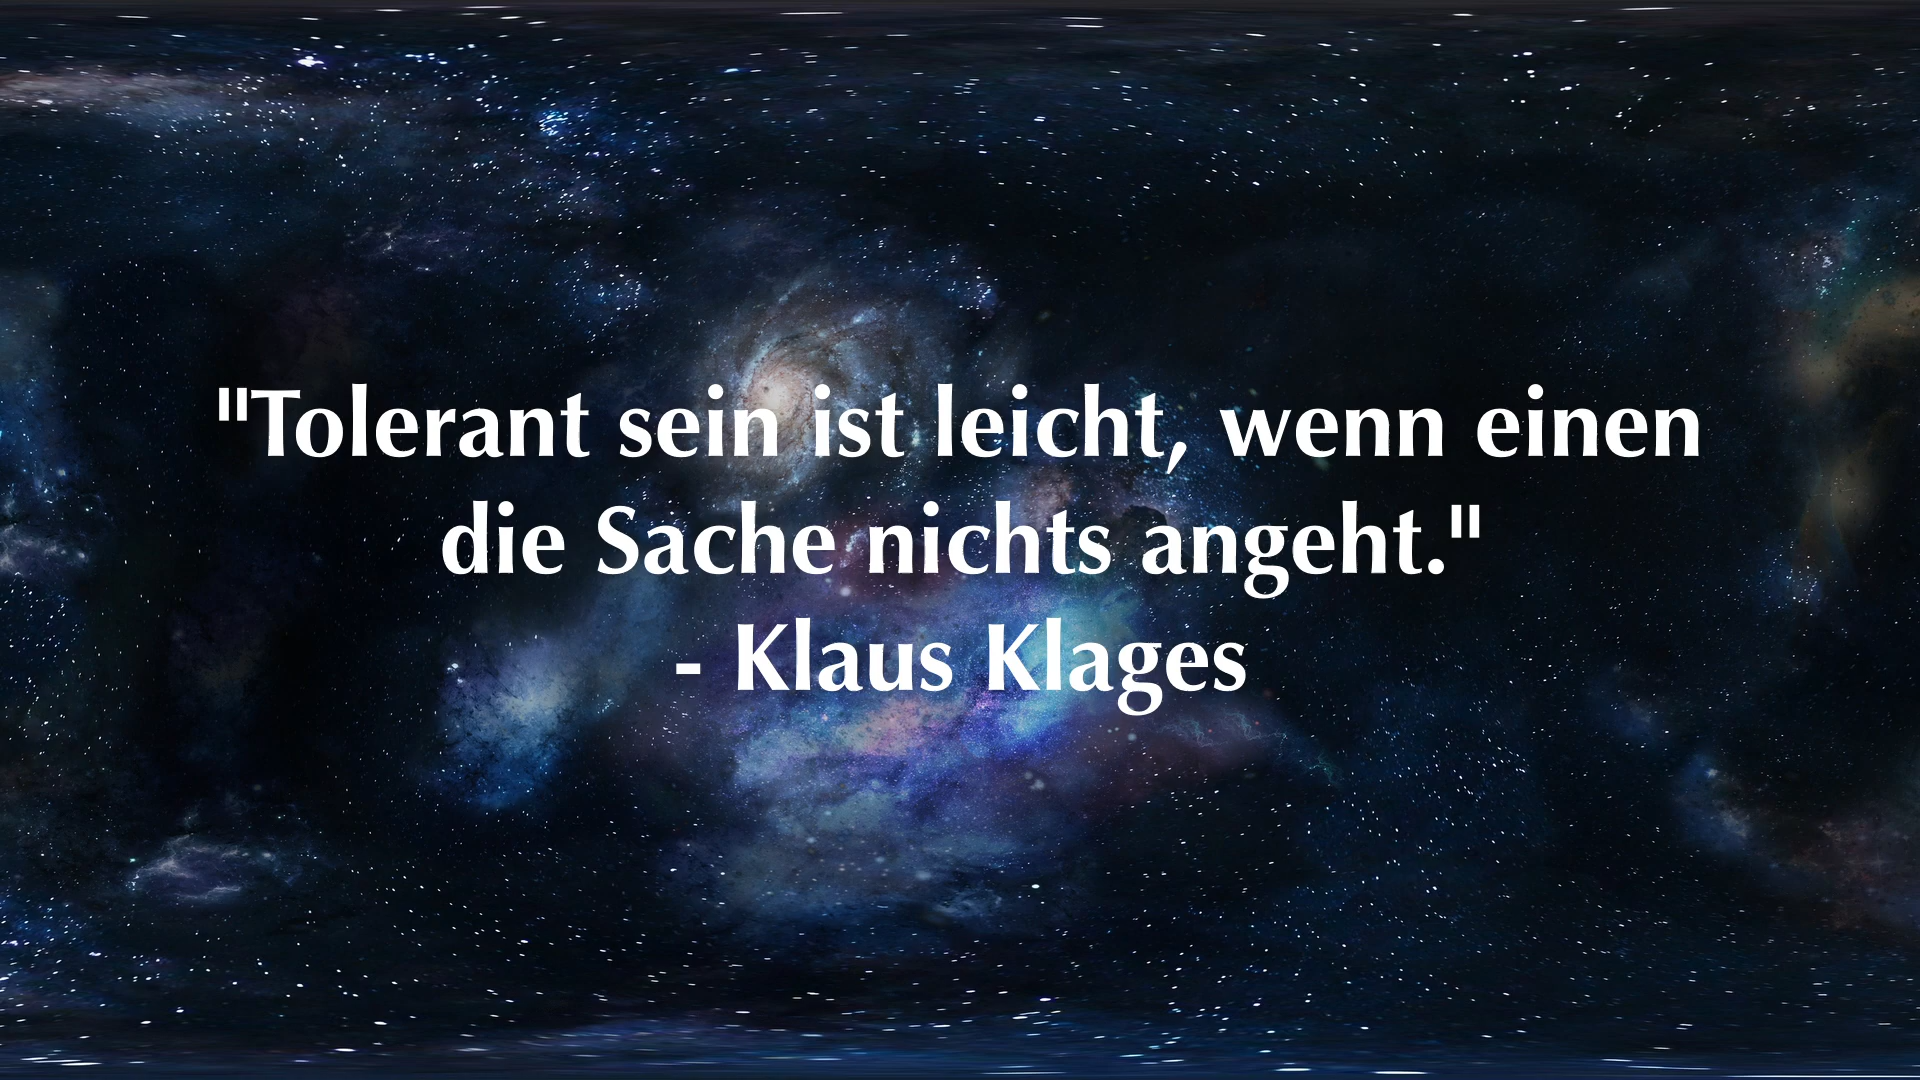 "Tolerant sein ist leicht, wenn einen
die Sache nichts angeht."
- Klaus Klages